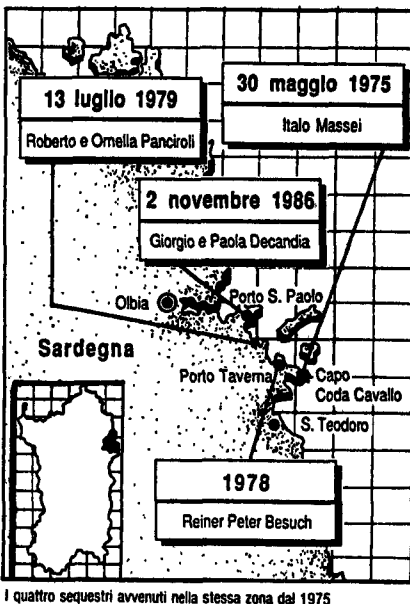 30 maggio 1975
Italo Massei
13 luglio 1979
Roberto e Ornella Panciroli
2 novembre 1986
Giorgio e Paola Decandia
Olbia
Porto S. Paolo
Sardegna
Porto Taverna
Capo
Coda Cavallo
S. Teodoro
1978
Reiner Peter Besuch
I quattro sequestri avvenuti nella stessa zona dal 1975